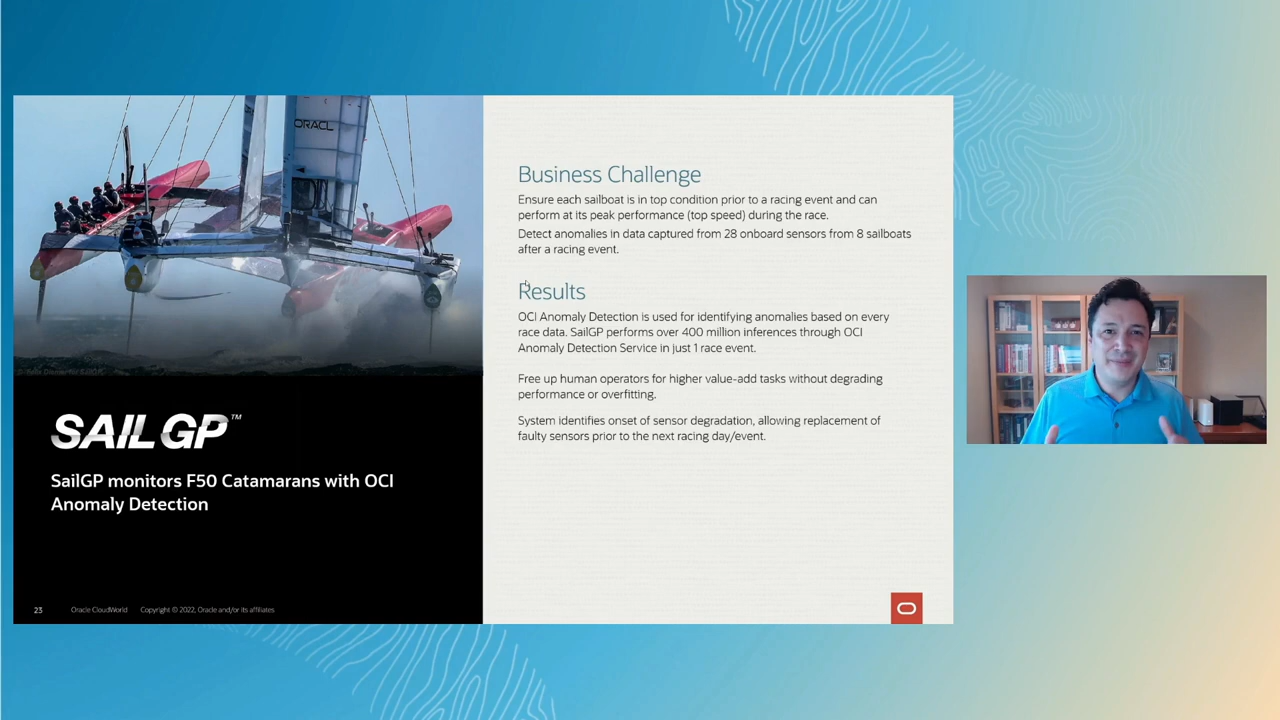 ORACL
SAIL GP™
SailGP monitors F50 Catamarans with OCI
Anomaly Detection
23
Oracle CloudWorld
Copyright © 2022, Oracle and/or its affiliates
Business Challenge
Ensure each sailboat is in top condition prior to a racing event and can
perform at its peak performance (top speed) during the race.
Detect anomalies in data captured from 28 onboard sensors from 8 sailboats
after a racing event.
Results
OCI Anomaly Detection is used for identifying anomalies based on every
race data. SailGP performs over 400 million inferences through OCI
Anomaly Detection Service in just 1 race event.
Free up human operators for higher value-add tasks without degrading
performance or overfitting.
System identifies onset of sensor degradation, allowing replacement of
faulty sensors prior to the next racing day/event.